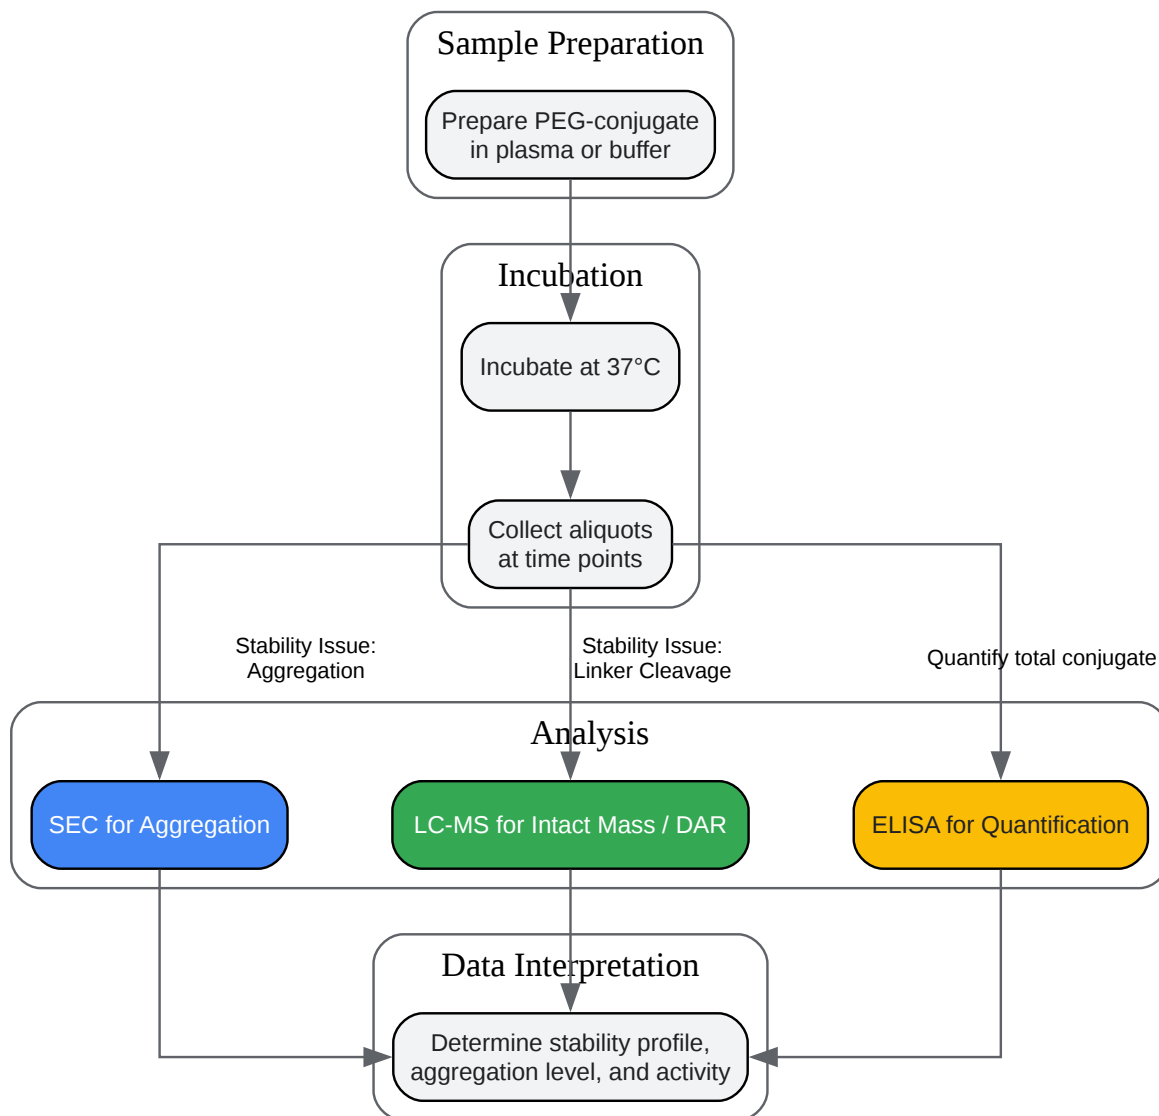 Sample Preparation
Prepare PEG-conjugate
in plasma or buffer
Incubation
Incubate at 37°C
Collect aliquots
at time points
Stability Issue:
Aggregation
Stability Issue:
Linker Cleavage
Quantify total conjugate
Analysis
SEC for Aggregation
LC-MS for Intact Mass / DAR
ELISA for Quantification
Data Interpretation
Determine stability profile,
aggregation level, and activity